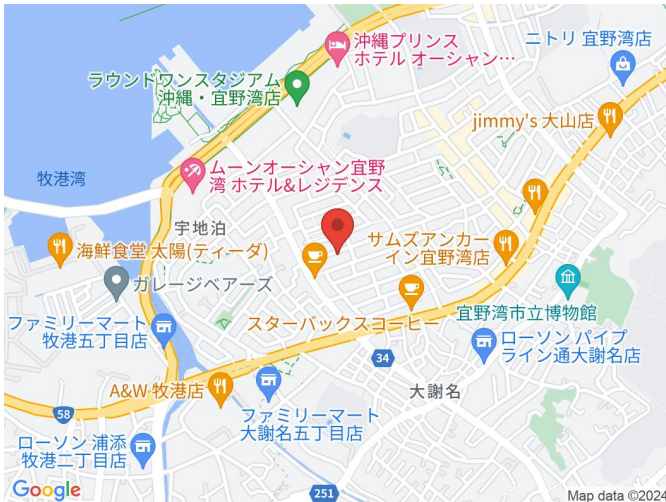 沖縄プリンス
ホテル オーシャン…
ニトリ 宜野湾店
ラウンドワンスタジアム
沖縄・宜野湾店
jimmy's 大山店
牧港湾
ムーンオーシャン宜野
湾 ホテル&レジデンス
宇地泊
海鮮食堂 太陽(ティーダ)
サムズアンカー
イン宜野湾店
ガレージベアーズ
宜野湾市立博物館
ファミリーマート
牧港五丁目店
スターバックスコーヒー
ローソン パイプ
ライン通大謝名店
34
A&W 牧港店
大謝名
58
ファミリーマート
大謝名五丁目店
ローソン 浦添
牧港二丁目店
251
Google
Map data ©2024